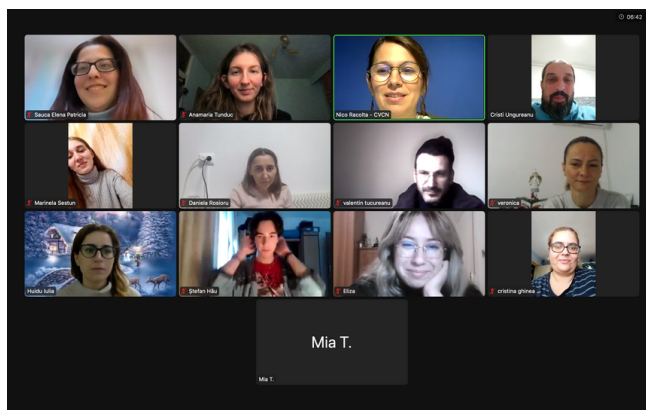 06:42
Sauca Elena Patricia
Anamaria Tunduc
Nico Racolta - CVCN
Cristi Ungureanu
Marinela Sestun
Daniela Rosioru
valentin tucureanu
veronica
Huidu Iulia
Ștefan Hău
Eliza
cristina ghinea
Mia T.
Mia T.